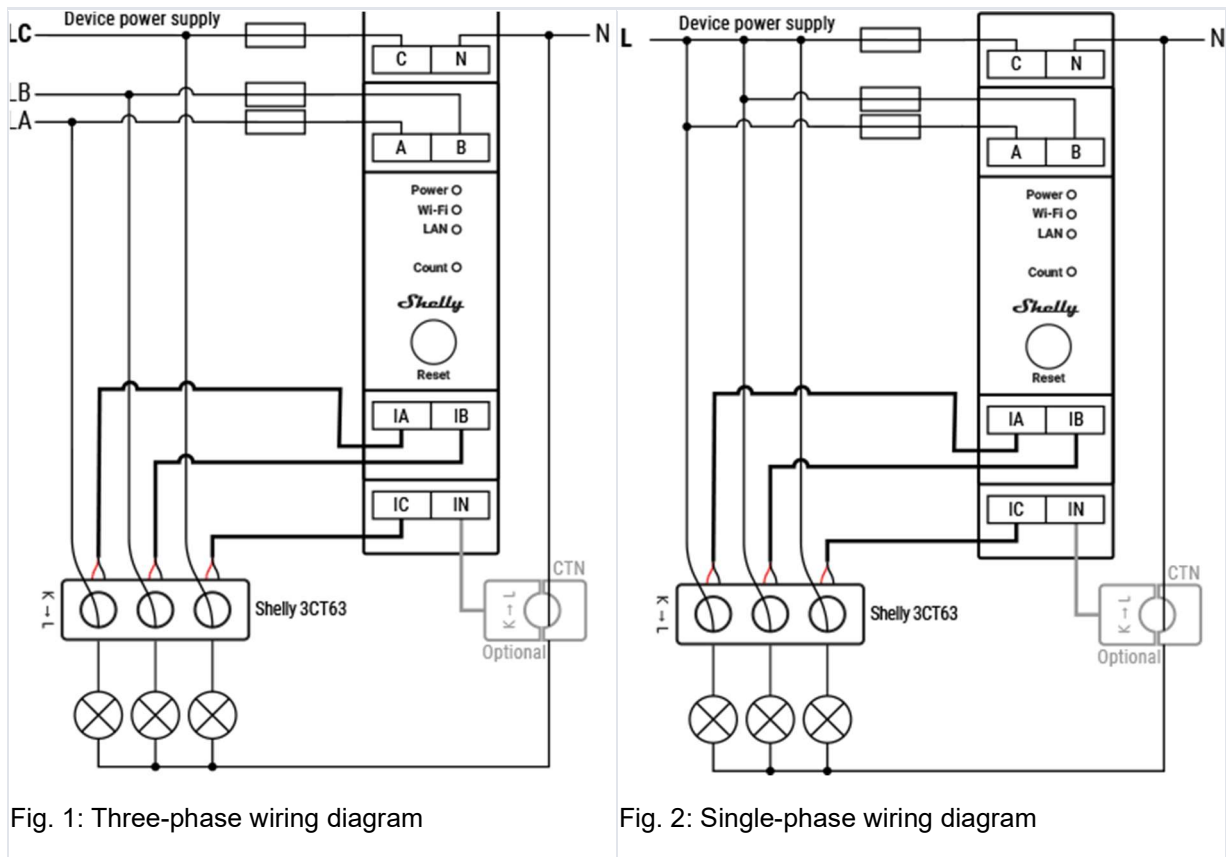 Device power supply
LC
N
C N
LB
LA
A B
Power
Wi-Fi
LAN
Count
Shelly
Reset
IA IB
IC IN
CTN
K → L
Shelly 3CT63
K → L
Optional
Fig. 1: Three-phase wiring diagram
Device power supply
L
N
C N
A B
Power
Wi-Fi
LAN
Count
Shelly
Reset
IA IB
IC IN
CTN
K → L
Shelly 3CT63
K → L
Optional
Fig. 2: Single-phase wiring diagram